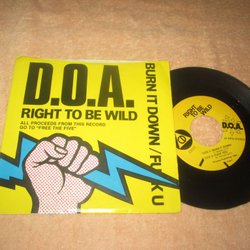 D.O.A.
RIGHT TO BE WILD
ALL PROCEEDS FROM THIS RECORD
GO TO "FREE THE FIVE"
BURN IT DOWN/FUCK U
RIGHT TO
BE WILD